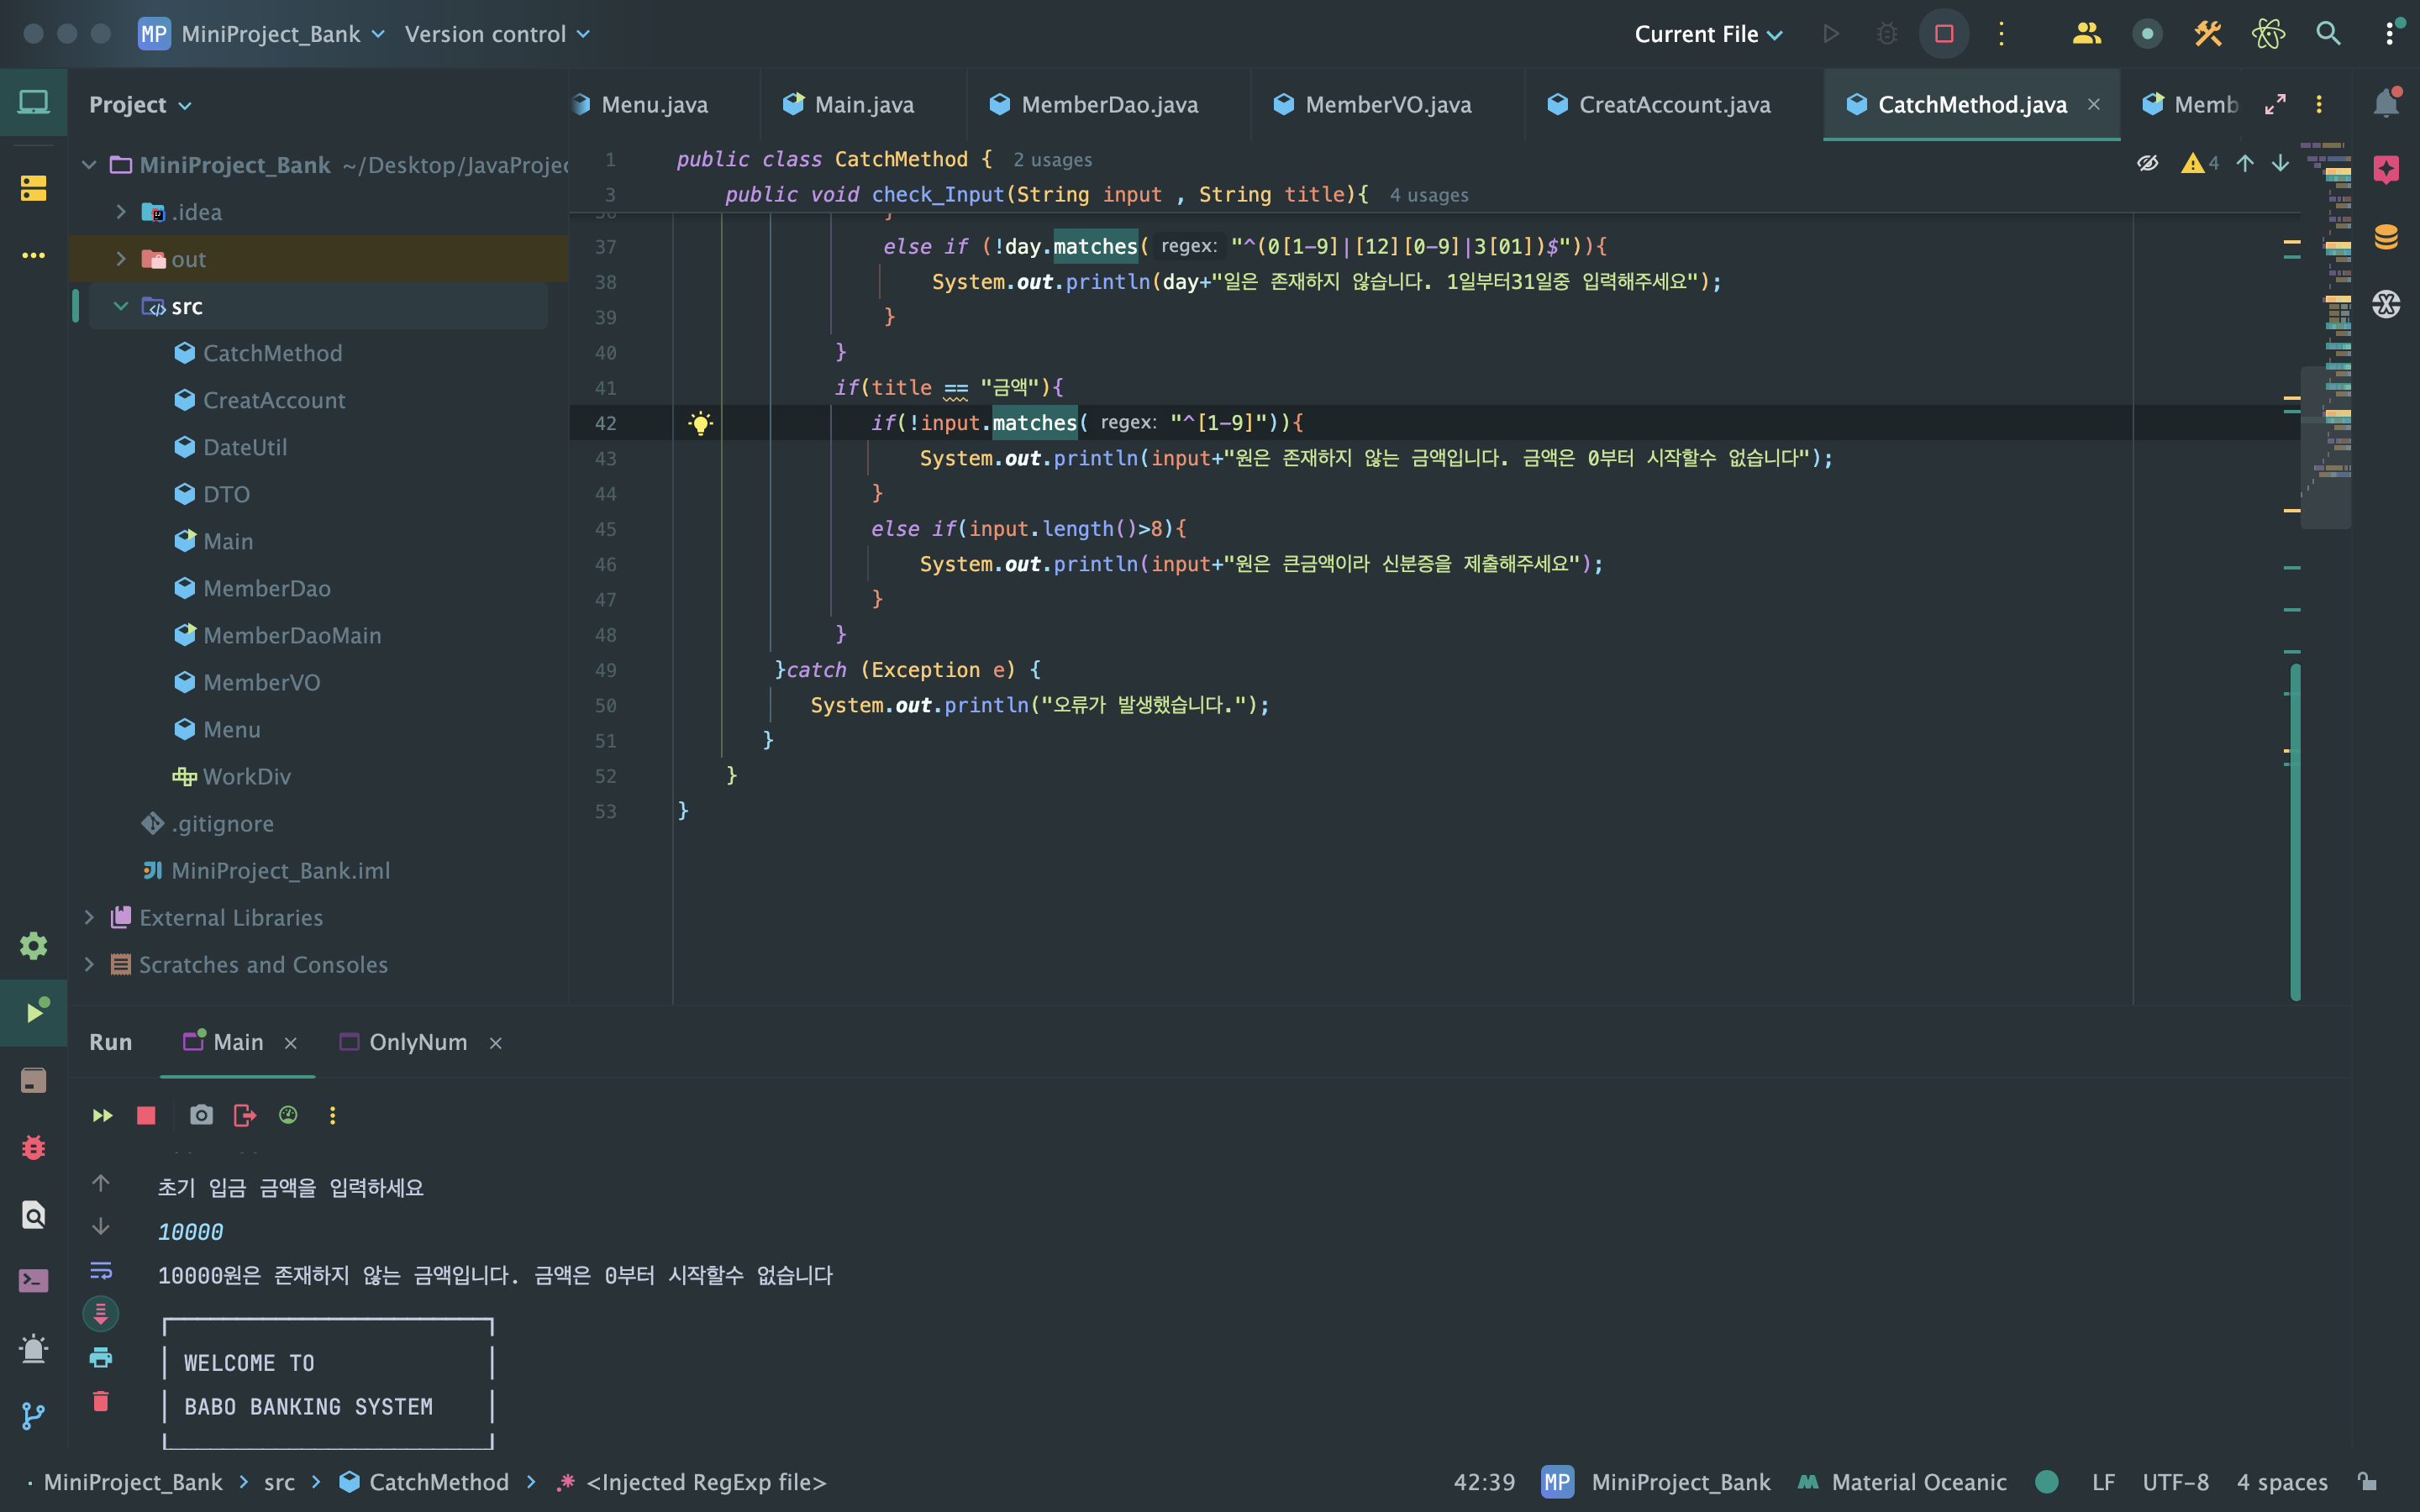 MP MiniProject_Bank Version control Current File
Project
Menu.java Main.java MemberDao.java MemberVO.java CreatAccount.java CatchMethod.java Memb
MiniProject_Bank ~/Desktop/JavaProjec
.idea
out
src
CatchMethod
CreatAccount
DateUtil
DTO
Main
MemberDao
MemberDaoMain
MemberVO
Menu
WorkDiv
.gitignore
MiniProject_Bank.iml
External Libraries
Scratches and Consoles
1 public class CatchMethod { 2 usages
4
3 public void check_Input(String input , String title){ 4 usages
37 else if (!day.matches( regex: "^(0[1-9]|[12][0-9]|3[01])$")){
38 System.out.println(day+"일은 존재하지 않습니다. 1일부터31일중 입력해주세요");
39 }
40 }
41 if(title == "금액"){
42 if(!input.matches( regex: "^[1-9]")){
43 System.out.println(input+"원은 존재하지 않는 금액입니다. 금액은 0부터 시작할수 없습니다");
44 }
45 else if(input.length()>8){
46 System.out.println(input+"원은 큰금액이라 신분증을 제출해주세요");
47 }
48 }
49 }catch (Exception e) {
50 System.out.println("오류가 발생했습니다.");
51 }
52 }
53 }
Run Main OnlyNum
초기 입금 금액을 입력하세요
10000
10000원은 존재하지 않는 금액입니다. 금액은 0부터 시작할수 없습니다
WELCOME TO
BABO BANKING SYSTEM
MiniProject_Bank src CatchMethod <Injected RegExp file> 42:39 MP MiniProject_Bank Material Oceanic LF UTF-8 4 spaces